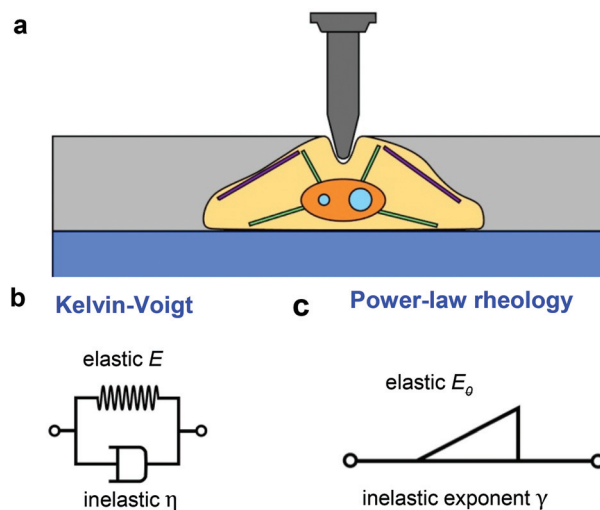 a
b Kelvin-Voigt
c Power-law rheology
elastic E
inelastic η
elastic E₀
inelastic exponent γ